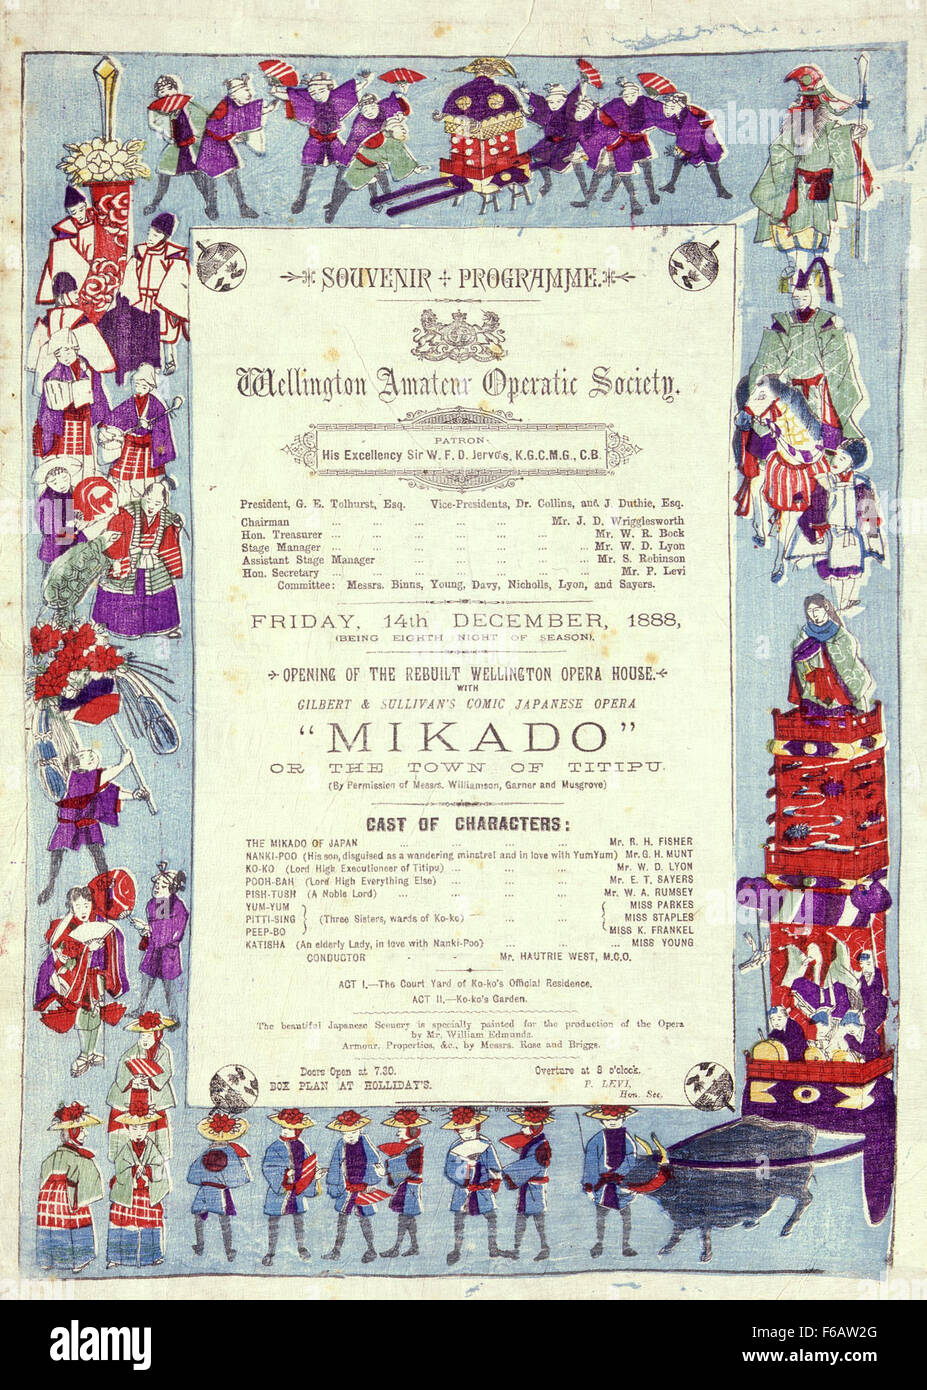 SOUVENIR + PROGRAMME.
Wellington Amateur Operatic Society.
PATRON:
His Excellency Sir W. F. D. Jervois, K.G.C.M.G., C.B.
President, G. E. Tolhurst, Esq. Vice-Presidents, Dr. Collins, and J. Duthie, Esq.
Chairman ... ... ... ... ... ... Mr. J. D. Wrigglesworth
Hon. Treasurer ... ... ... ... ... ... Mr. W. R. Bock
Stage Manager ... ... ... ... ... ... Mr. W. D. Lyon
Assistant Stage Manager ... ... ... ... Mr. S. Robinson
Hon. Secretary ... ... ... ... ... ... Mr. P. Levi
Committee: Messrs. Binns, Young, Davy, Nicholls, Lyon, and Sayers.
FRIDAY, 14th DECEMBER, 1888,
(BEING EIGHTH NIGHT OF SEASON).
OPENING OF THE REBUILT WELLINGTON OPERA HOUSE.
WITH
GILBERT & SULLIVAN'S COMIC JAPANESE OPERA
"MIKADO"
OR THE TOWN OF TITIPU.
(By Permission of Messrs. Williamson, Garner and Musgrove)
CAST OF CHARACTERS:
THE MIKADO OF JAPAN ... ... ... ... Mr. R. H. FISHER
NANKI-POO (His son, disguised as a wandering minstrel and in love with YumYum) Mr. G. H. MUNT
KO-KO (Lord High Executioneer of Titipu) ... ... ... Mr. W. D. LYON
POOH-BAH (Lord High Everything Else) ... ... ... Mr. E. T. SAYERS
PISH-TUSH (A Noble Lord) ... ... ... ... Mr. W. A. RUMSEY
YUM-YUM MISS PARKES
PITTI-SING (Three Sisters, wards of Ko-ko) ... ... MISS STAPLES
PEEP-BO MISS K. FRANKEL
KATISHA (An elderly Lady, in love with Nanki-Poo) ... ... ... MISS YOUNG
CONDUCTOR - - Mr. HAUTRIE WEST, M.C.O.
ACT I.—The Court Yard of Ko-ko's Official Residence.
ACT II.—Ko-ko's Garden.
The beautiful Japanese Scenery is specially painted for the production of the Opera
by Mr. William Edmunds.
Armour, Properties, &c., by Messrs. Rose and Briggs.
Doors Open at 7.30. Overture at 8 o'clock.
BOX PLAN AT HOLLIDAY'S. P. LEVI,
Hon. Sec.
a
alamy stock photo
F6AW2G
www.alamy.com